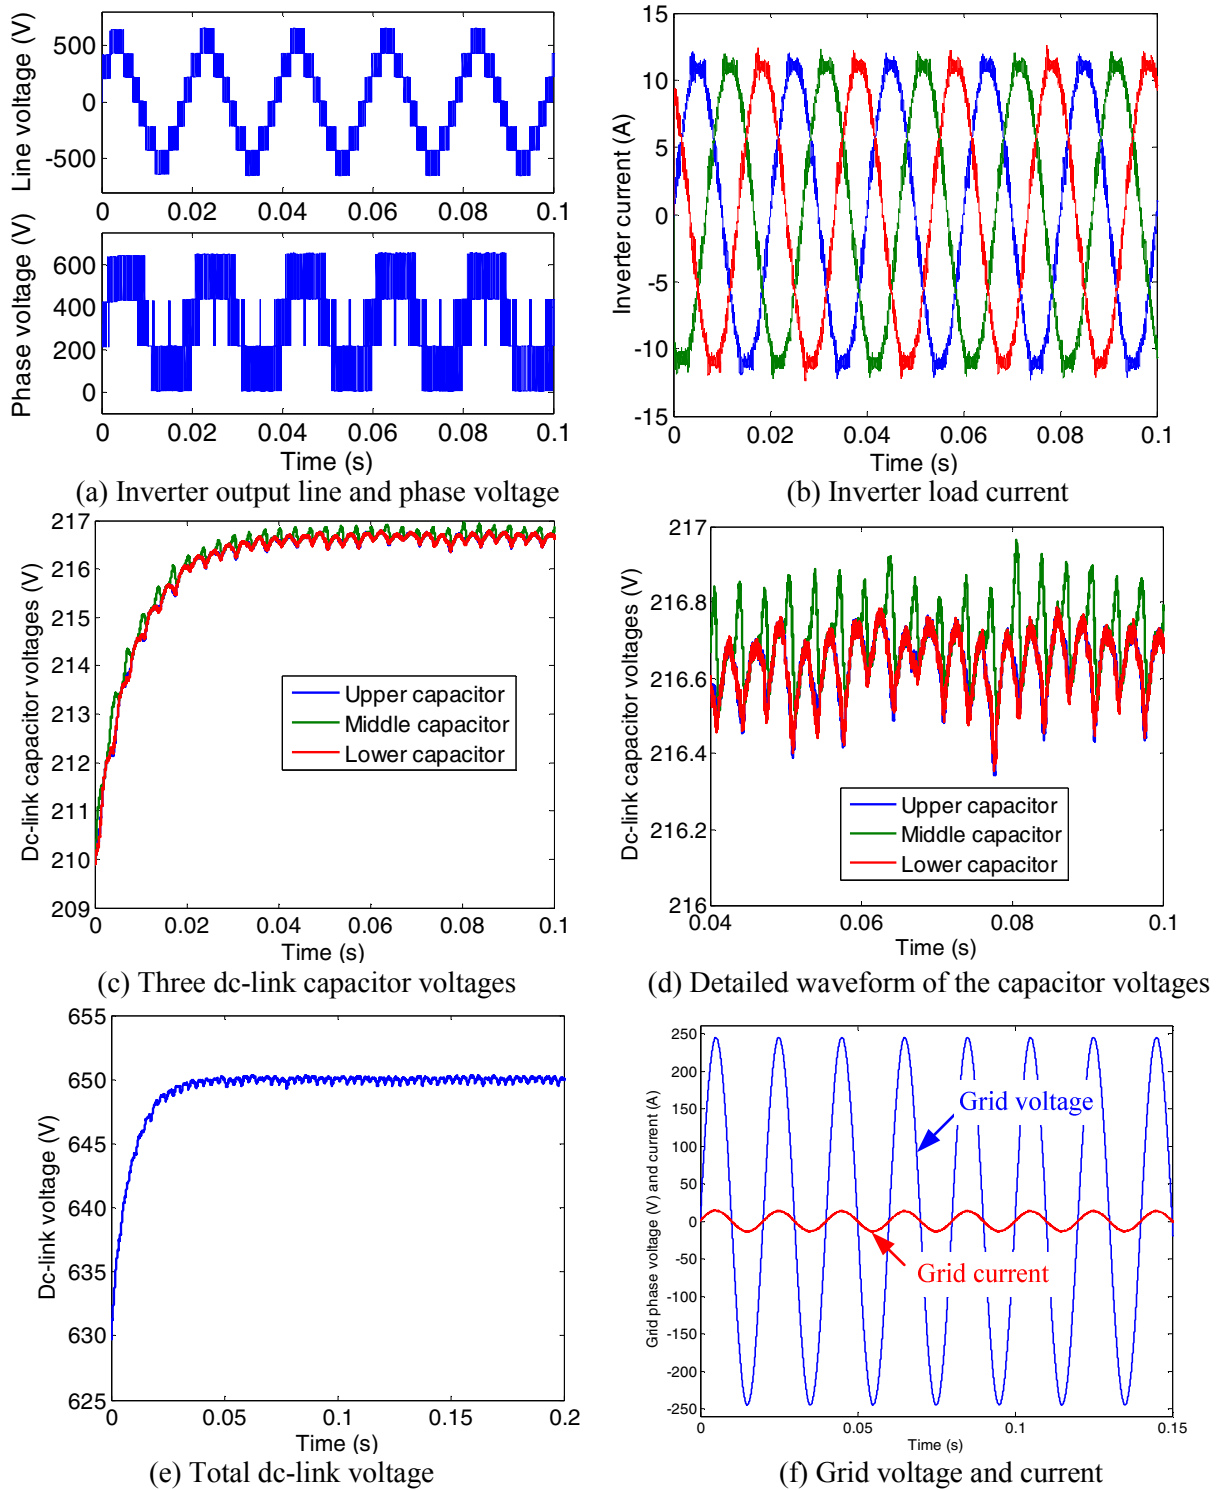 Line voltage (V)
500
0
-500
0 0.02 0.04 0.06 0.08 0.1
Phase voltage (V)
600
400
200
0
0 0.02 0.04 0.06 0.08 0.1
Time (s)
(a) Inverter output line and phase voltage
Inverter current (A)
15
10
5
0
-5
-10
-15
0 0.02 0.04 0.06 0.08 0.1
Time (s)
(b) Inverter load current
Dc-link capacitor voltages (V)
217
216
215
214
213
212
211
210
209
Upper capacitor
Middle capacitor
Lower capacitor
0 0.02 0.04 0.06 0.08 0.1
Time (s)
(c) Three dc-link capacitor voltages
Dc-link capacitor voltages (V)
217
216.8
216.6
216.4
216.2
216
Upper capacitor
Middle capacitor
Lower capacitor
0.04 0.06 0.08 0.1
Time (s)
(d) Detailed waveform of the capacitor voltages
Dc-link voltage (V)
655
650
645
640
635
630
625
0 0.05 0.1 0.15 0.2
Time (s)
(e) Total dc-link voltage
Grid phase voltage (V) and current (A)
250
200
150
100
50
0
-50
-100
-150
-200
-250
Grid voltage
Grid current
0 0.05 0.1 0.15
Time (s)
(f) Grid voltage and current